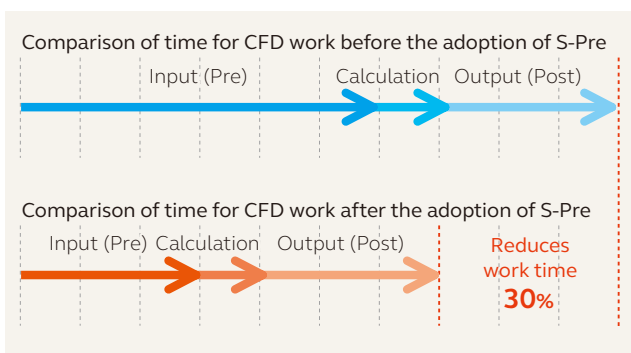 Comparison of time for CFD work before the adoption of S-Pre
Input (Pre) Calculation Output (Post)
Comparison of time for CFD work after the adoption of S-Pre
Input (Pre) Calculation Output (Post)
Reduces
work time
30%